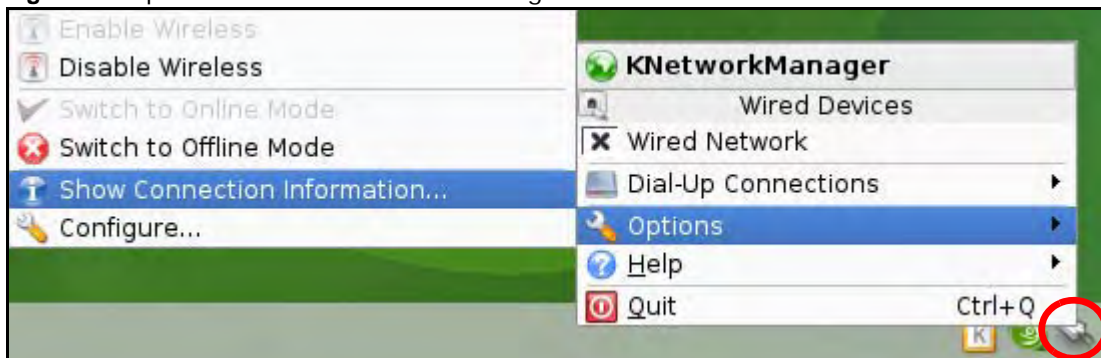 Enable Wireless
Disable Wireless
Switch to Online Mode
Switch to Offline Mode
Show Connection Information...
Configure...
KNetworkManager
Wired Devices
Wired Network
Dial-Up Connections
Options
Help
Quit Ctrl+Q
K